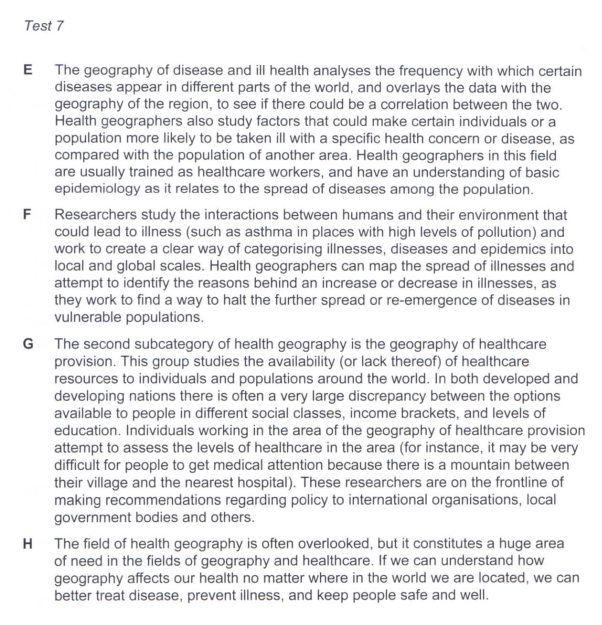 Test 7
E The geography of disease and ill health analyses the frequency with which certain
diseases appear in different parts of the world, and overlays the data with the
geography of the region, to see if there could be a correlation between the two.
Health geographers also study factors that could make certain individuals or a
population more likely to be taken ill with a specific health concern or disease, as
compared with the population of another area. Health geographers in this field
are usually trained as healthcare workers, and have an understanding of basic
epidemiology as it relates to the spread of diseases among the population.
F Researchers study the interactions between humans and their environment that
could lead to illness (such as asthma in places with high levels of pollution) and
work to create a clear way of categorising illnesses, diseases and epidemics into
local and global scales. Health geographers can map the spread of illnesses and
attempt to identify the reasons behind an increase or decrease in illnesses, as
they work to find a way to halt the further spread or re-emergence of diseases in
vulnerable populations.
G The second subcategory of health geography is the geography of healthcare
provision. This group studies the availability (or lack thereof) of healthcare
resources to individuals and populations around the world. In both developed and
developing nations there is often a very large discrepancy between the options
available to people in different social classes, income brackets, and levels of
education. Individuals working in the area of the geography of healthcare provision
attempt to assess the levels of healthcare in the area (for instance, it may be very
difficult for people to get medical attention because there is a mountain between
their village and the nearest hospital). These researchers are on the frontline of
making recommendations regarding policy to international organisations, local
government bodies and others.
H The field of health geography is often overlooked, but it constitutes a huge area
of need in the fields of geography and healthcare. If we can understand how
geography affects our health no matter where in the world we are located, we can
better treat disease, prevent illness, and keep people safe and well.